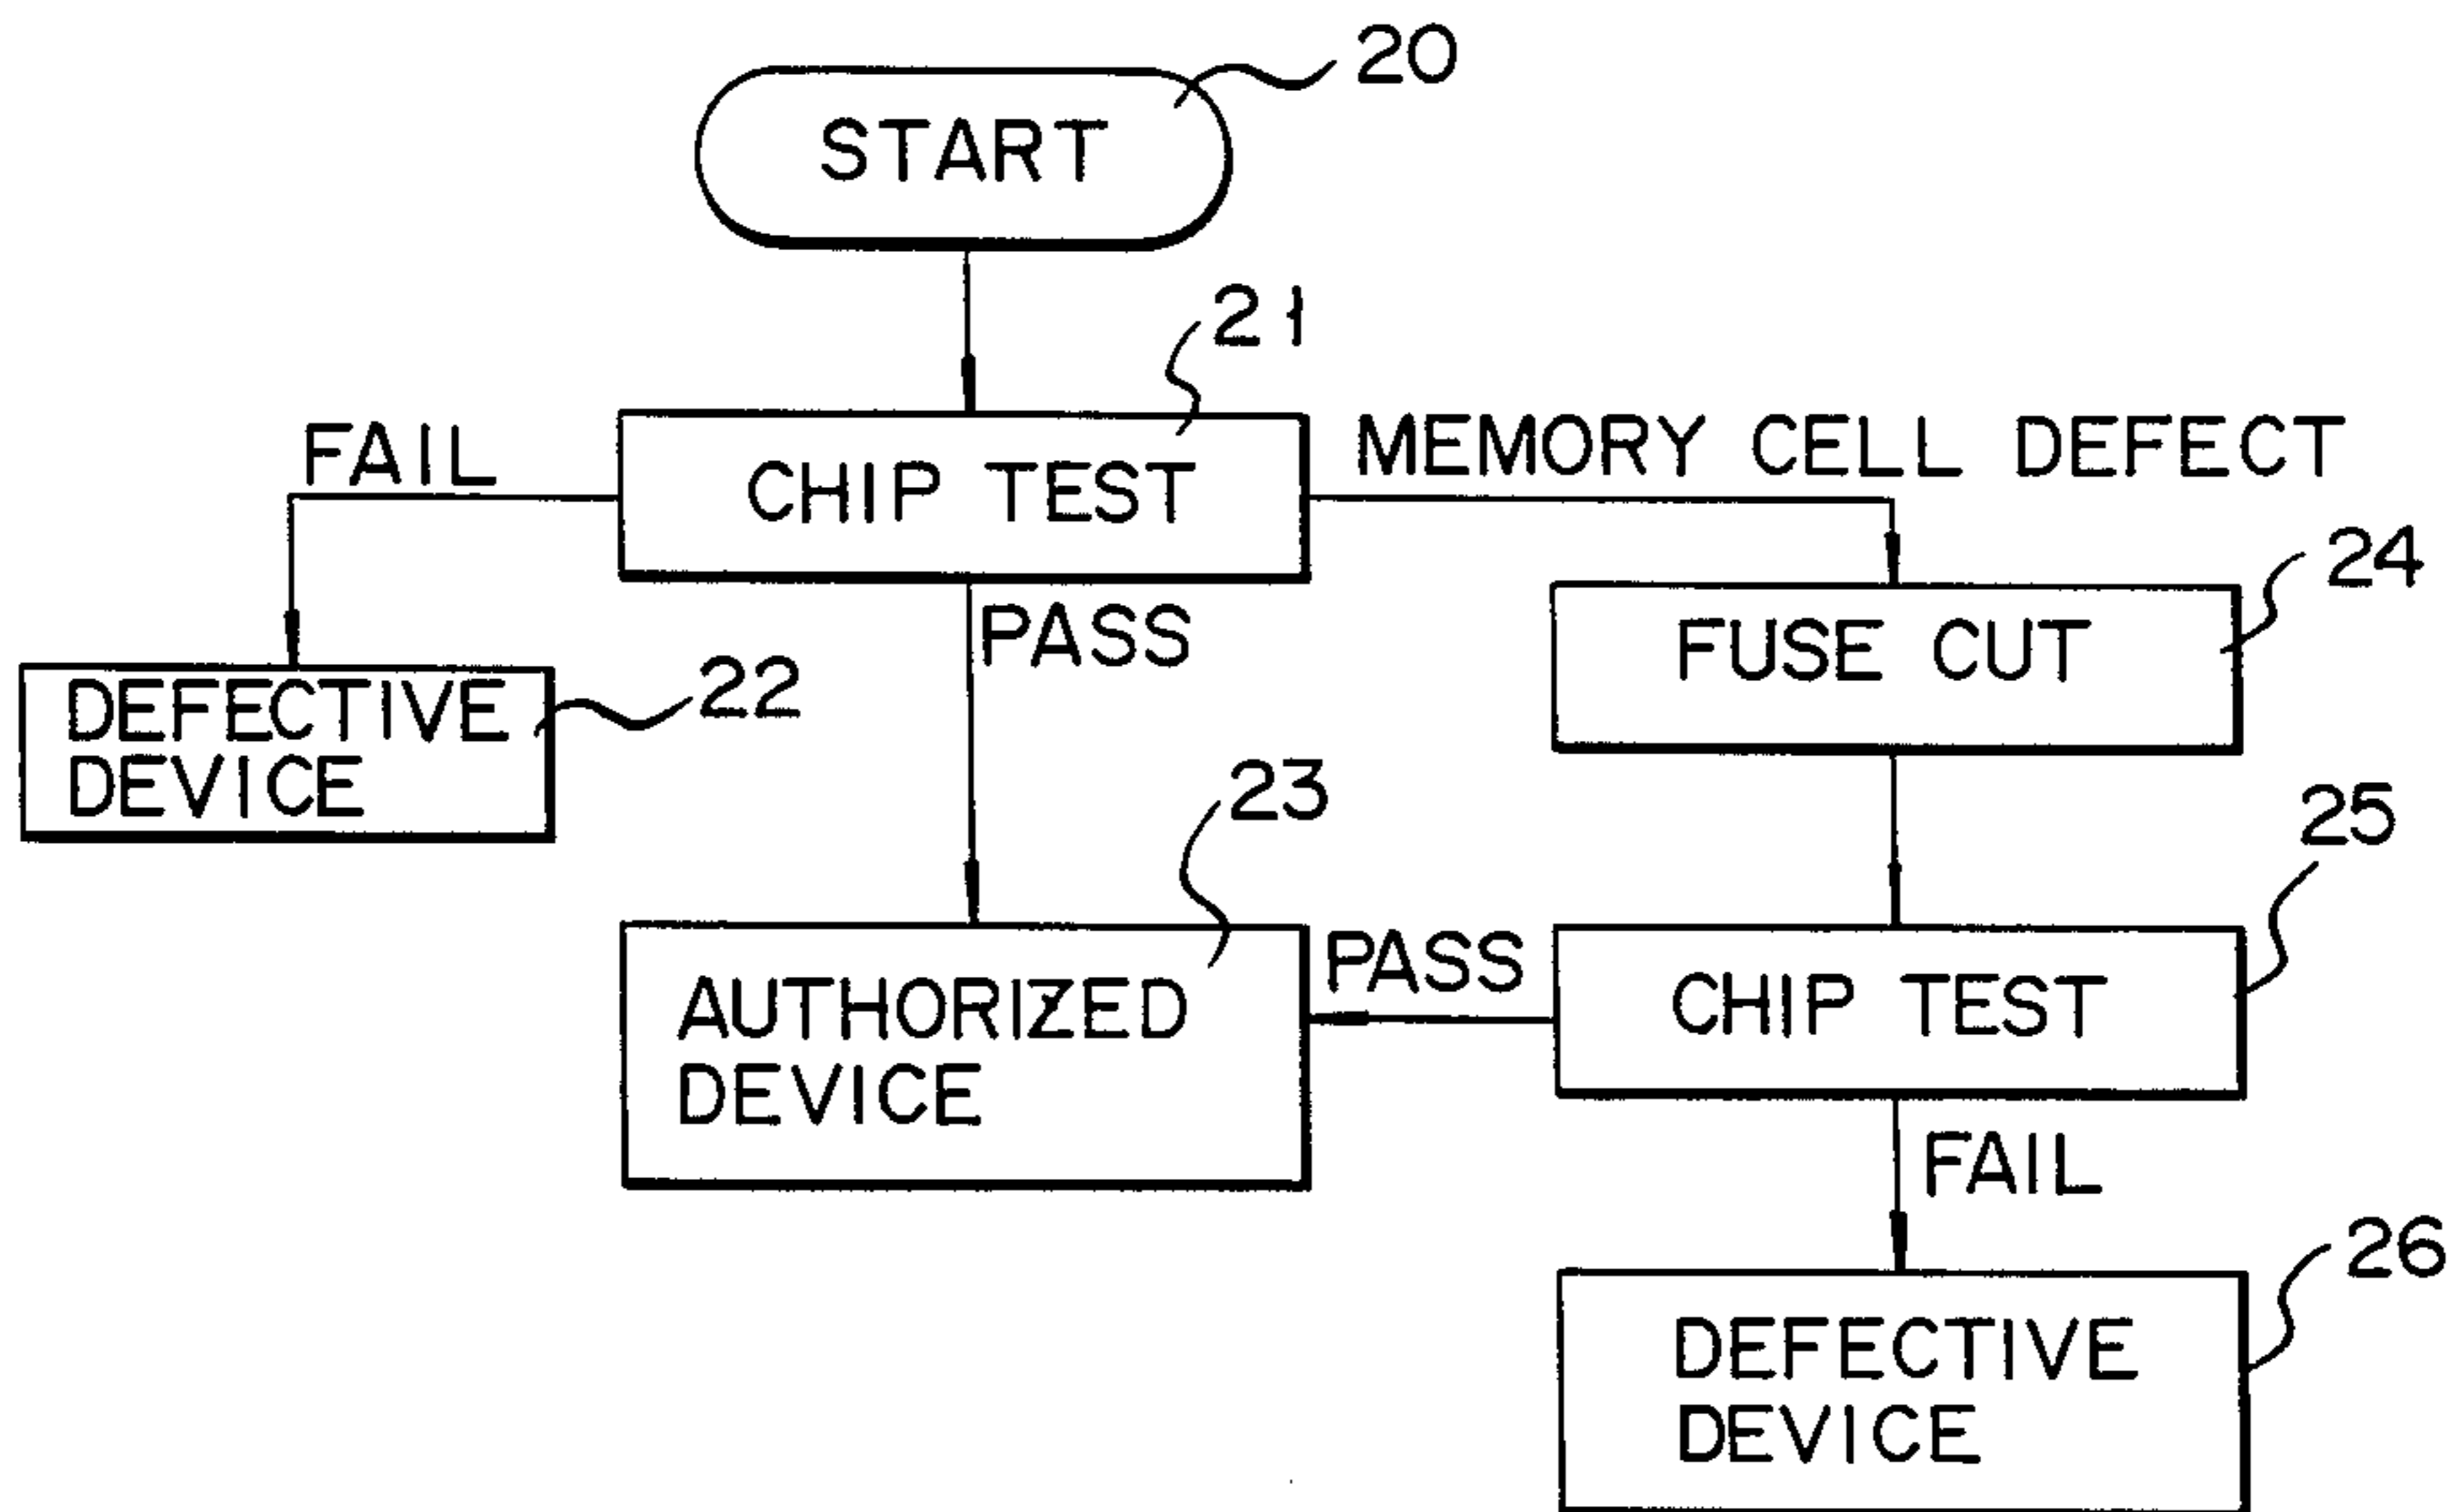 20
START
21
FAIL
CHIP TEST
MEMORY CELL DEFECT
PASS
24
FUSE CUT
DEFECTIVE
DEVICE
22
23
25
AUTHORIZED
DEVICE
PASS
CHIP TEST
FAIL
26
DEFECTIVE
DEVICE